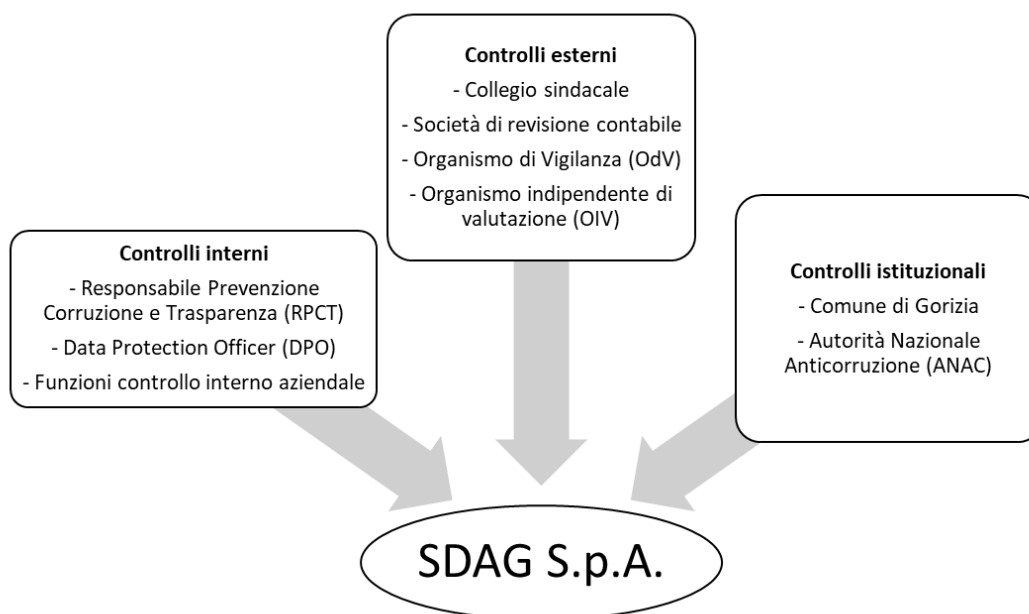 Controlli esterni
- Collegio sindacale
- Società di revisione contabile
- Organismo di Vigilanza (OdV)
- Organismo indipendente di
valutazione (OIV)
Controlli interni
- Responsabile Prevenzione
Corruzione e Trasparenza (RPCT)
- Data Protection Officer (DPO)
- Funzioni controllo interno aziendale
Controlli istituzionali
- Comune di Gorizia
- Autorità Nazionale
Anticorruzione (ANAC)
SDAG S.p.A.